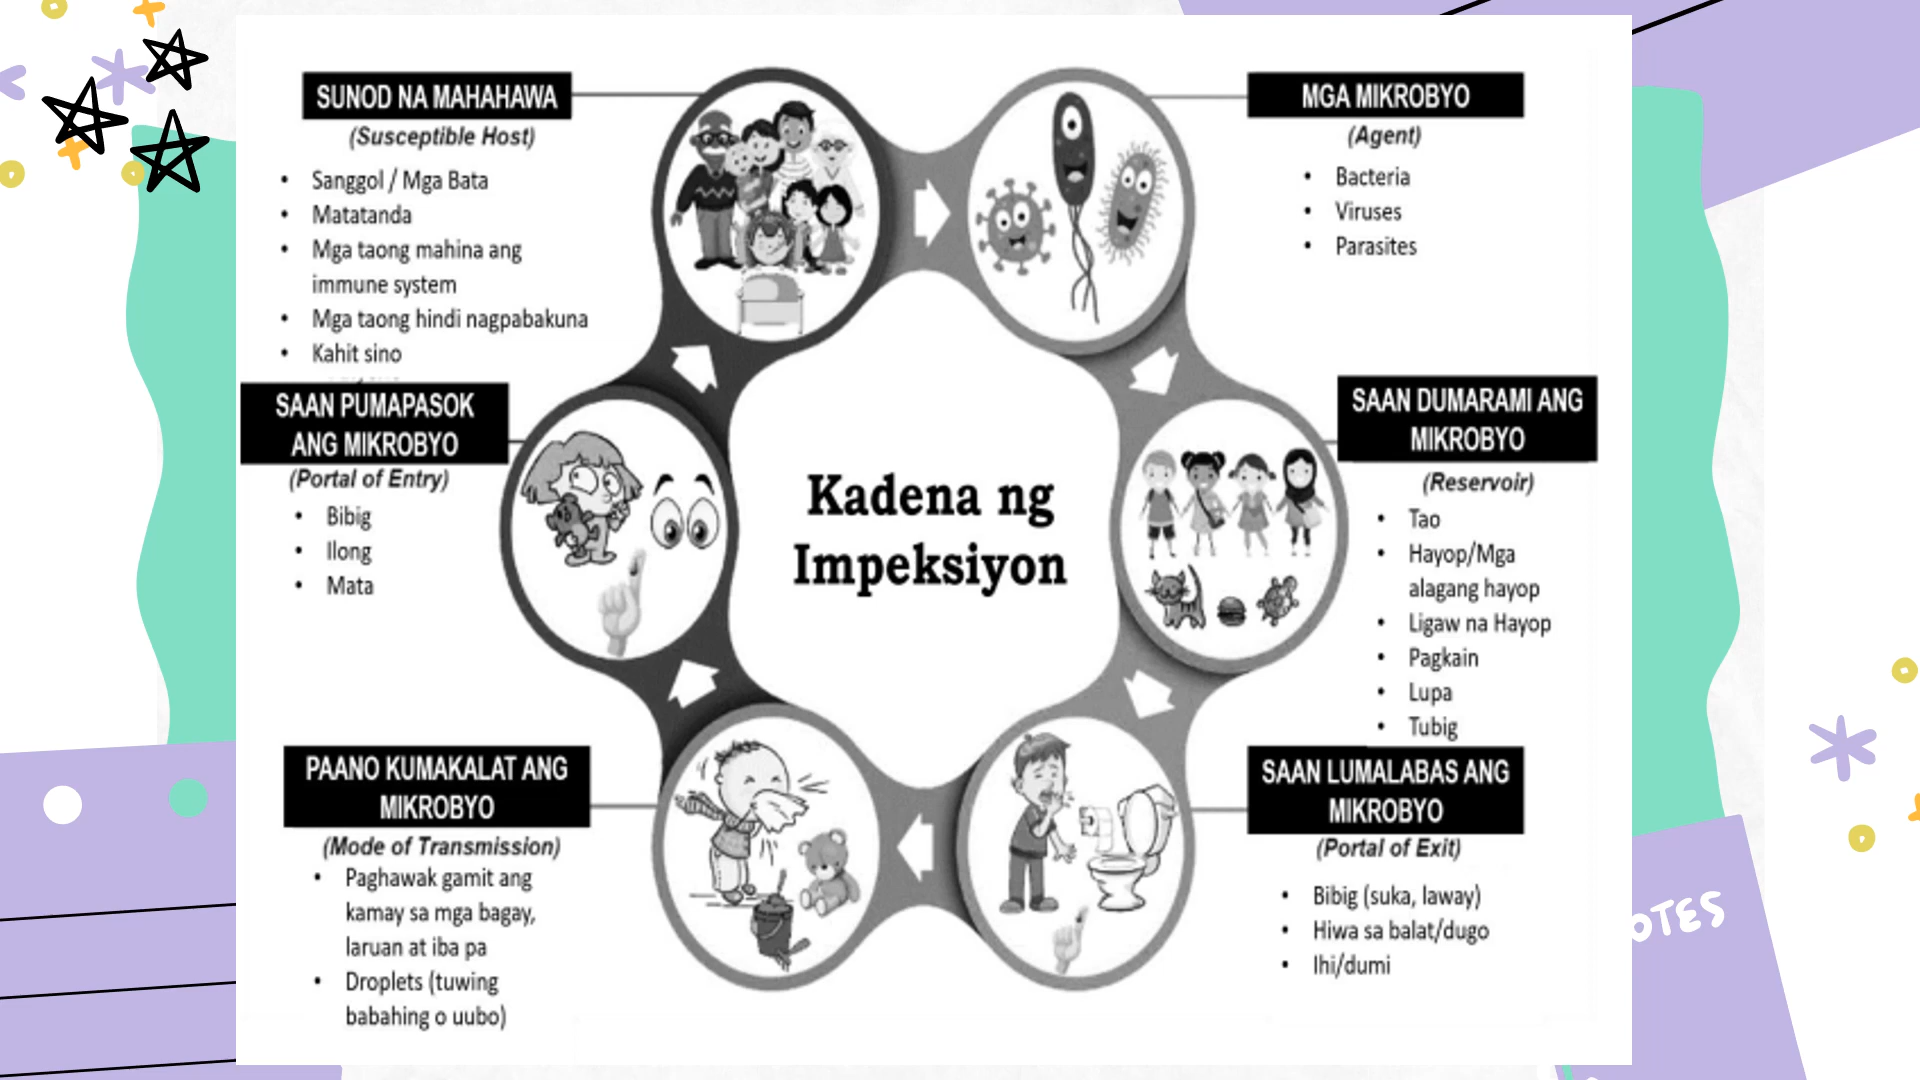 SUNOD NA MAHAHAWA
(Susceptible Host)
• Sanggol / Mga Bata
• Matatanda
• Mga taong mahina ang
immune system
• Mga taong hindi nagpabakuna
• Kahit sino
MGA MIKROBYO
(Agent)
• Bacteria
• Viruses
• Parasites
SAAN PUMAPASOK
ANG MIKROBYO
(Portal of Entry)
• Bibig
• Ilong
• Mata
Kadena ng
Impeksiyon
SAAN DUMARAMI ANG
MIKROBYO
(Reservoir)
• Tao
• Hayop/Mga
alagang hayop
• Ligaw na Hayop
• Pagkain
• Lupa
• Tubig
PAANO KUMAKALAT ANG
MIKROBYO
(Mode of Transmission)
• Paghawak gamit ang
kamay sa mga bagay,
laruan at iba pa
• Droplets (tuwing
babahing o uubo)
SAAN LUMALABAS ANG
MIKROBYO
(Portal of Exit)
• Bibig (suka, laway)
• Hiwa sa balat/dugo
• Ihi/dumi
OTES